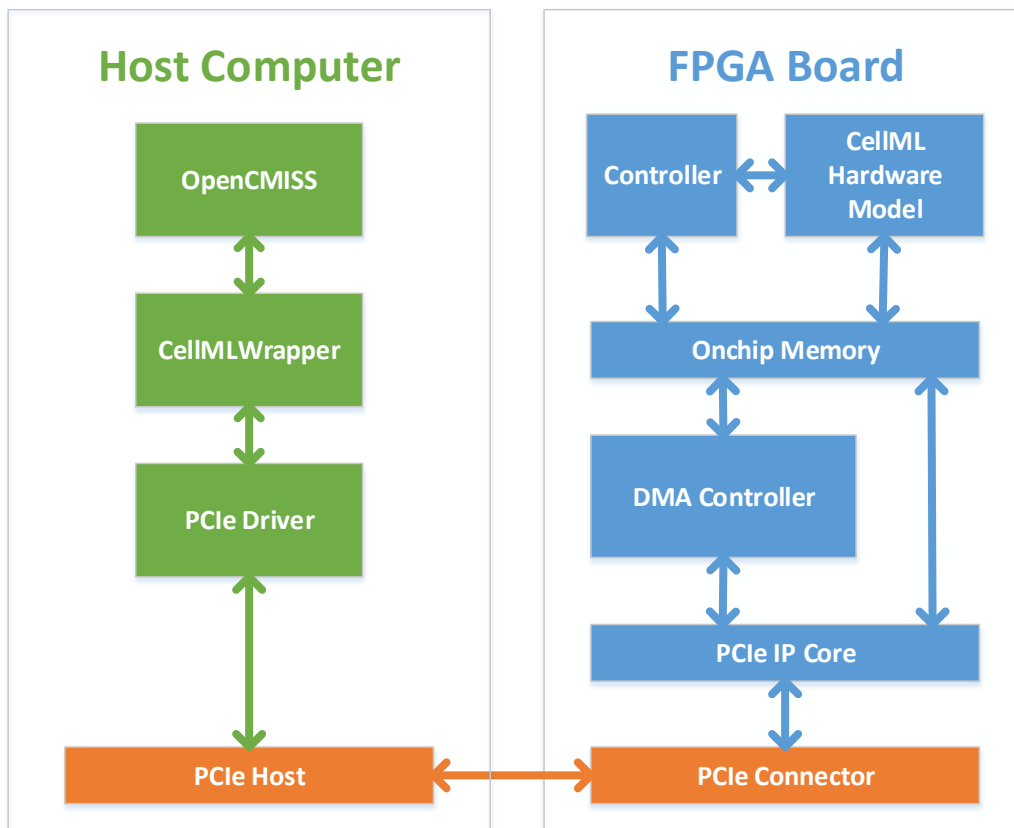 Host Computer
OpenCMISS
CellMLWrapper
PCIe Driver
PCIe Host
FPGA Board
Controller
CellML
Hardware
Model
Onchip Memory
DMA Controller
PCIe IP Core
PCIe Connector